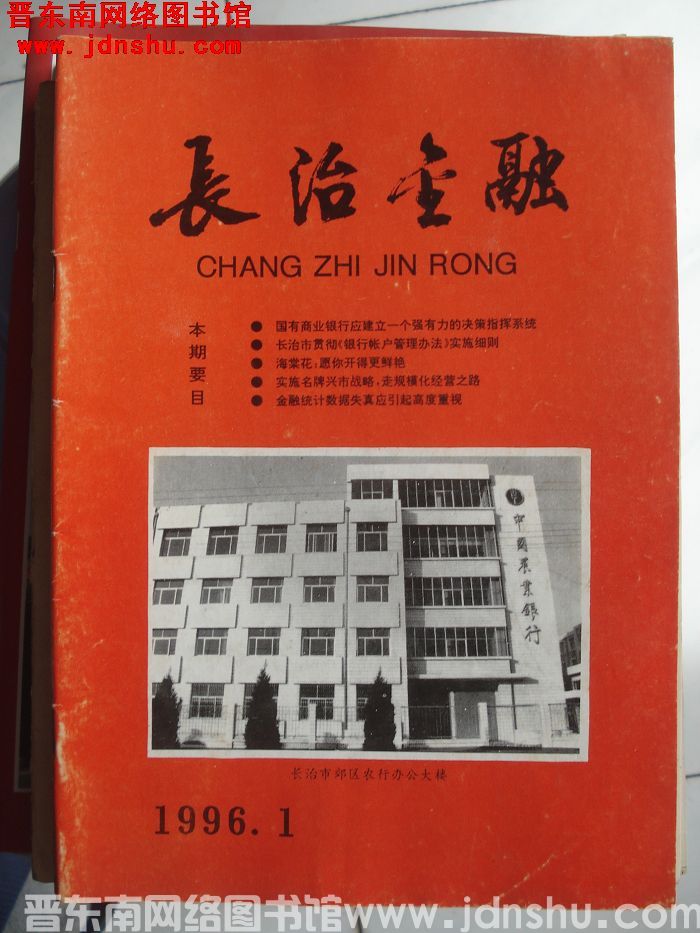 晋东南网络图书馆
www.jdnshu.com
長治金融
CHANG ZHI JIN RONG
本期要目
● 国有商业银行应建立一个强有力的决策指挥系统
● 长治市贯彻《银行帐户管理办法》实施细则
● 海棠花:愿你开得更鲜艳
● 实施名牌兴市战略,走规模化经营之路
● 金融统计数据失真应引起高度重视
中國農業銀行
长治市郊区农行办公大楼
1996.1
晋东南网络图书馆www.jdnshu.com